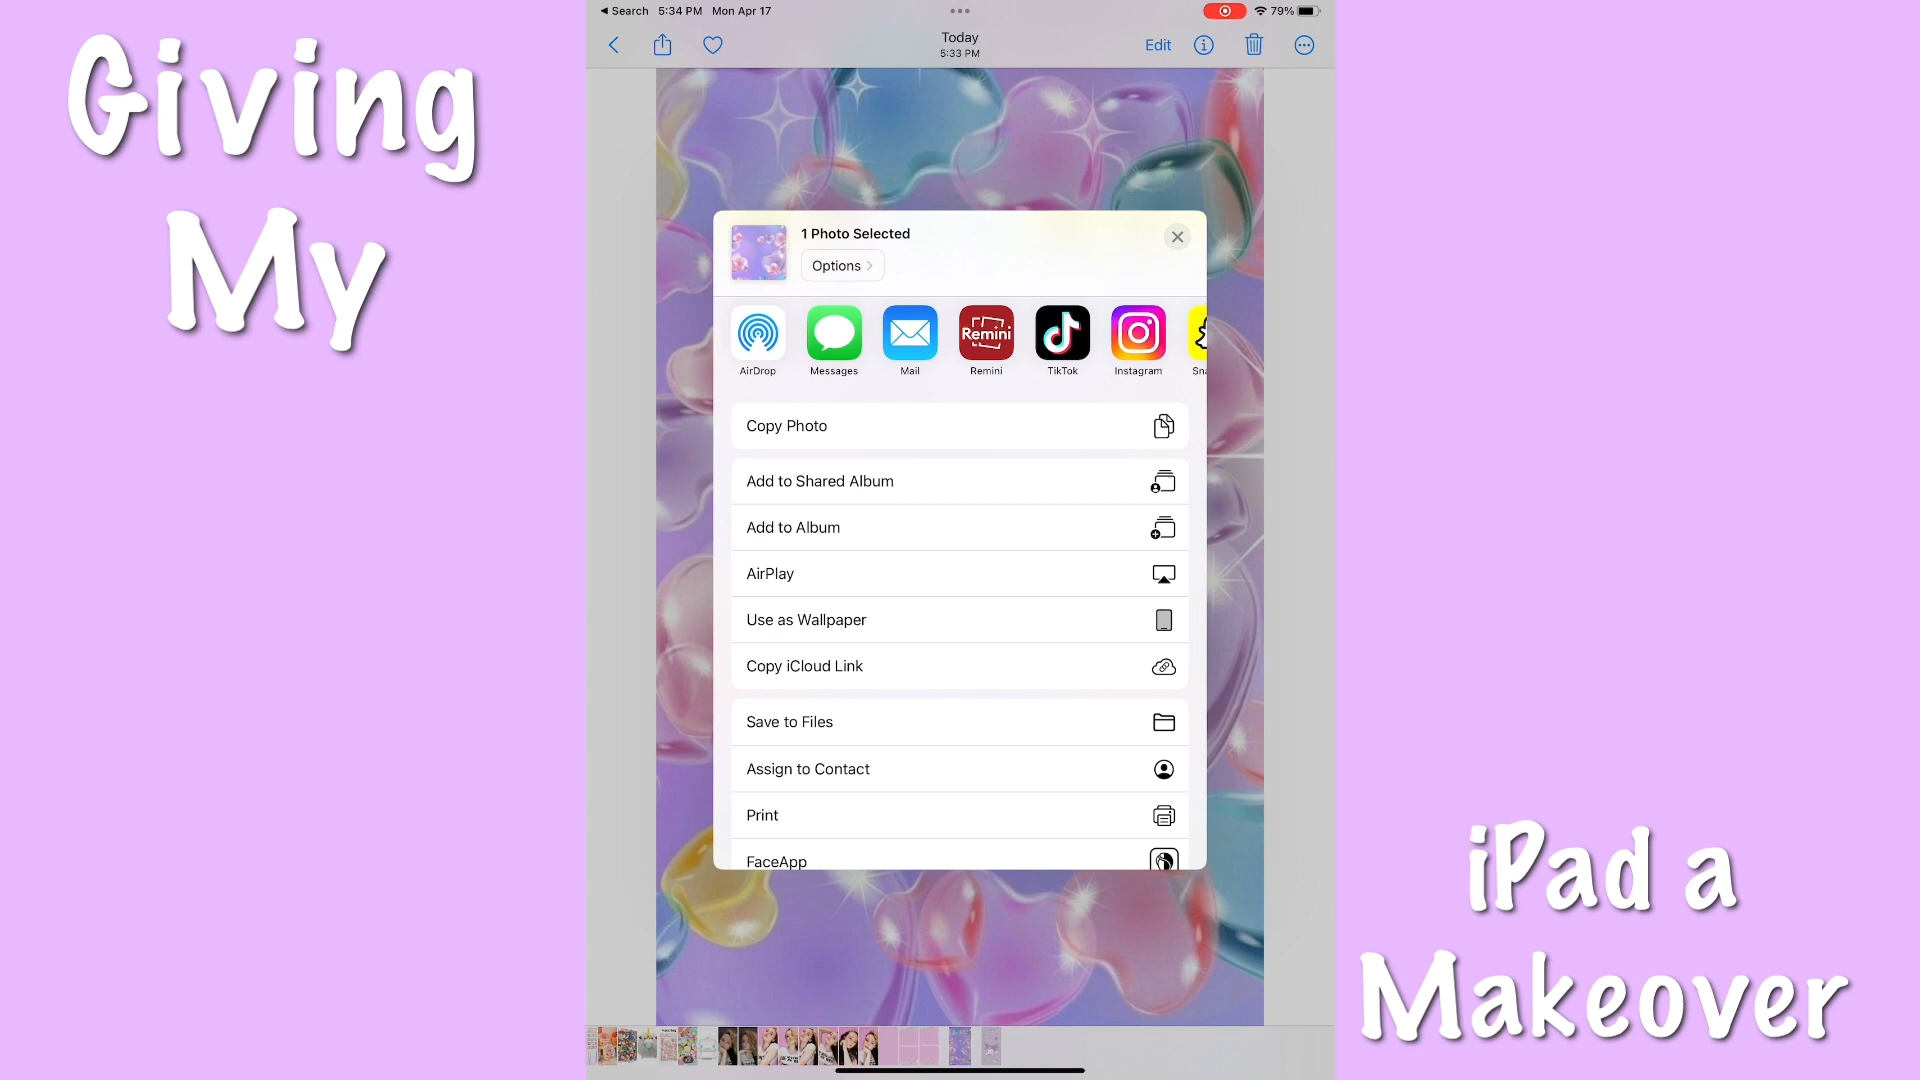 Giving
My
Search 5:34 PM Mon Apr 17
79%
Today
5:33 PM
Edit
1 Photo Selected
Options
Remini
AirDrop
Messages
Mail
Remini
TikTok
Instagram
Copy Photo
Add to Shared Album
Add to Album
AirPlay
Use as Wallpaper
Copy iCloud Link
Save to Files
Assign to Contact
Print
FaceApp
iPad a
Makeover